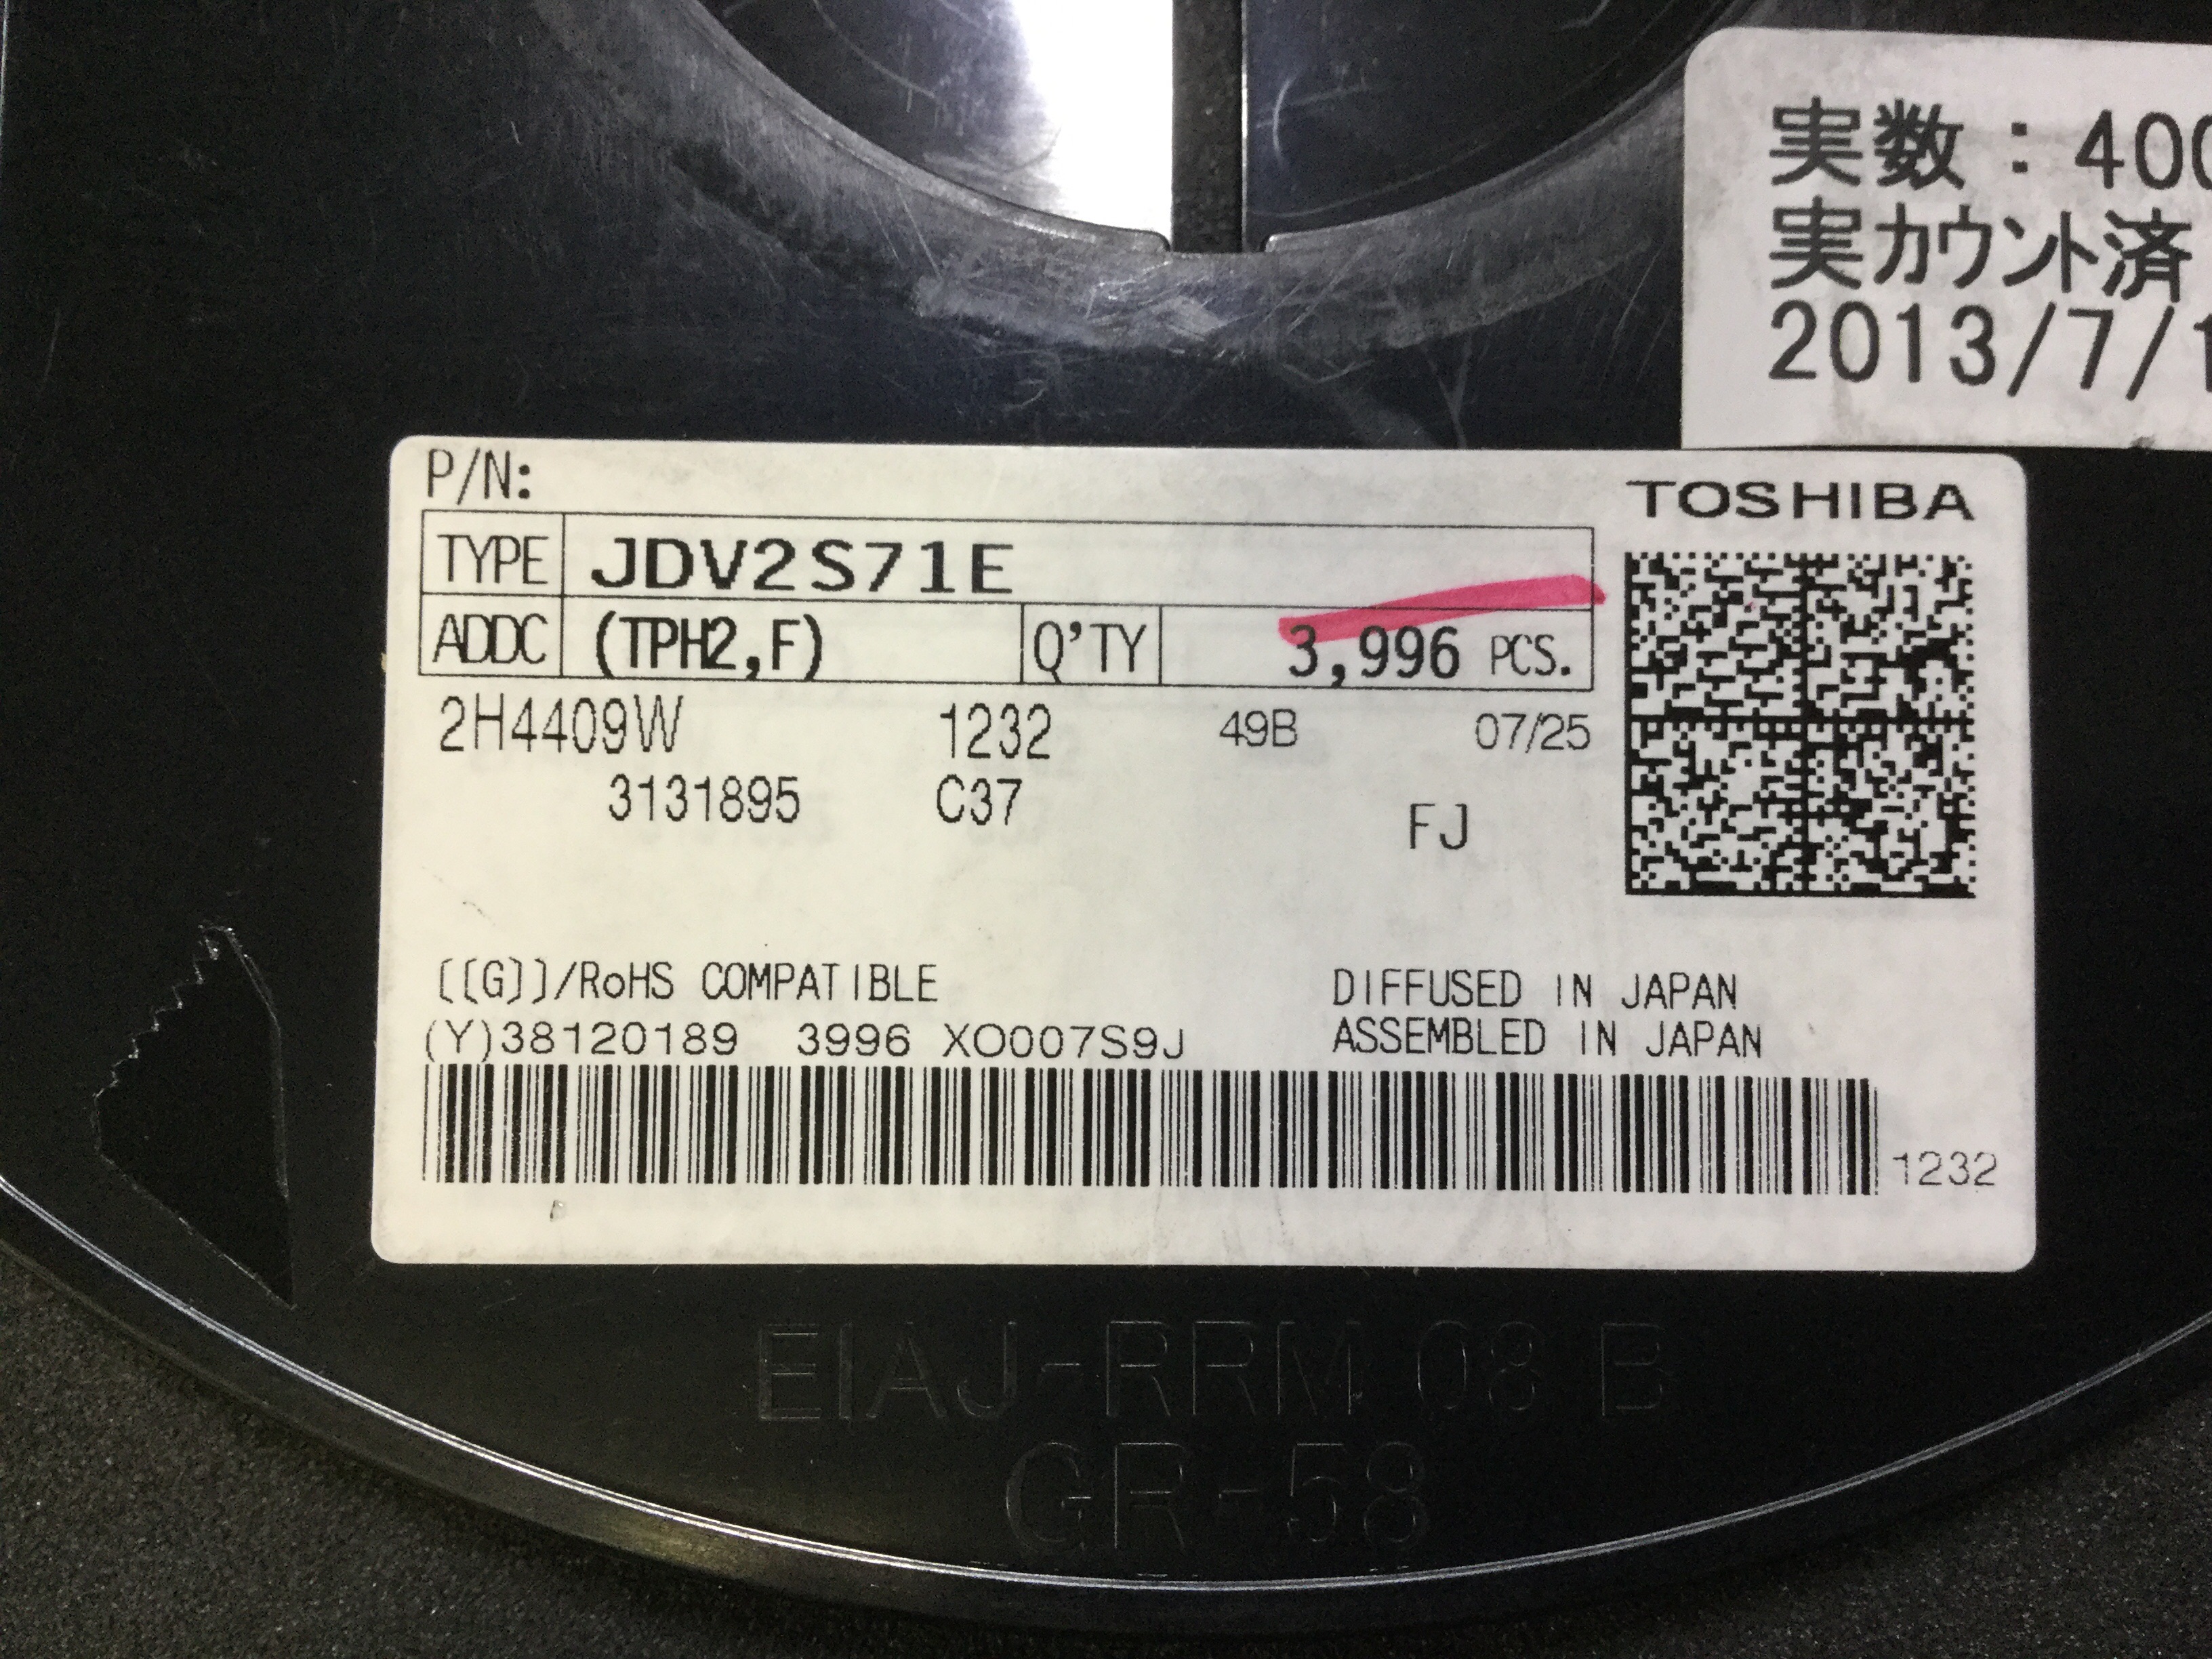 実数：400
実カウント済
2013/7/1
P/N:
TOSHIBA
TYPE JDV2S71E
ADDC (TPH2,F) Q'TY 3,996 PCS.
2H4409W 1232 49B 07/25
3131895 C37
FJ
[[G]]/RoHS COMPATIBLE
DIFFUSED IN JAPAN
(Y)38120189 3996 XO007S9J
ASSEMBLED IN JAPAN
1232
EIAJ-RRM 08 B
GR-58